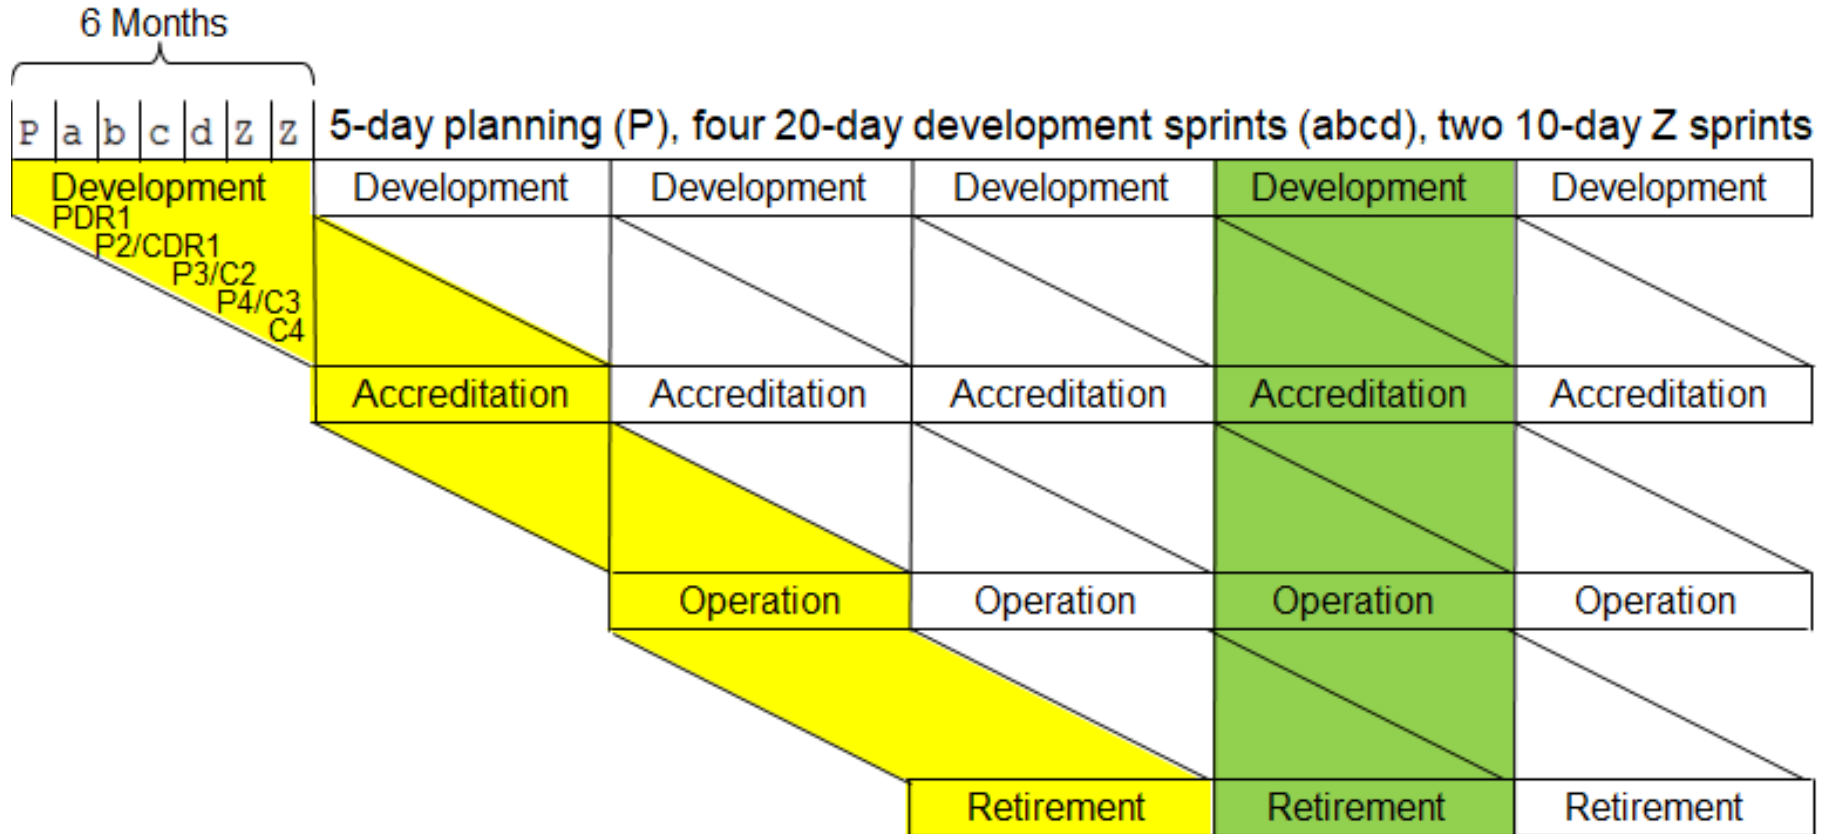 6 Months
P a b c d Z Z
5-day planning (P), four 20-day development sprints (abcd), two 10-day Z sprints
Development Development Development Development Development Development
PDR1
P2/CDR1
P3/C2
P4/C3
C4
Accreditation Accreditation Accreditation Accreditation Accreditation
Operation Operation Operation Operation
Retirement Retirement Retirement